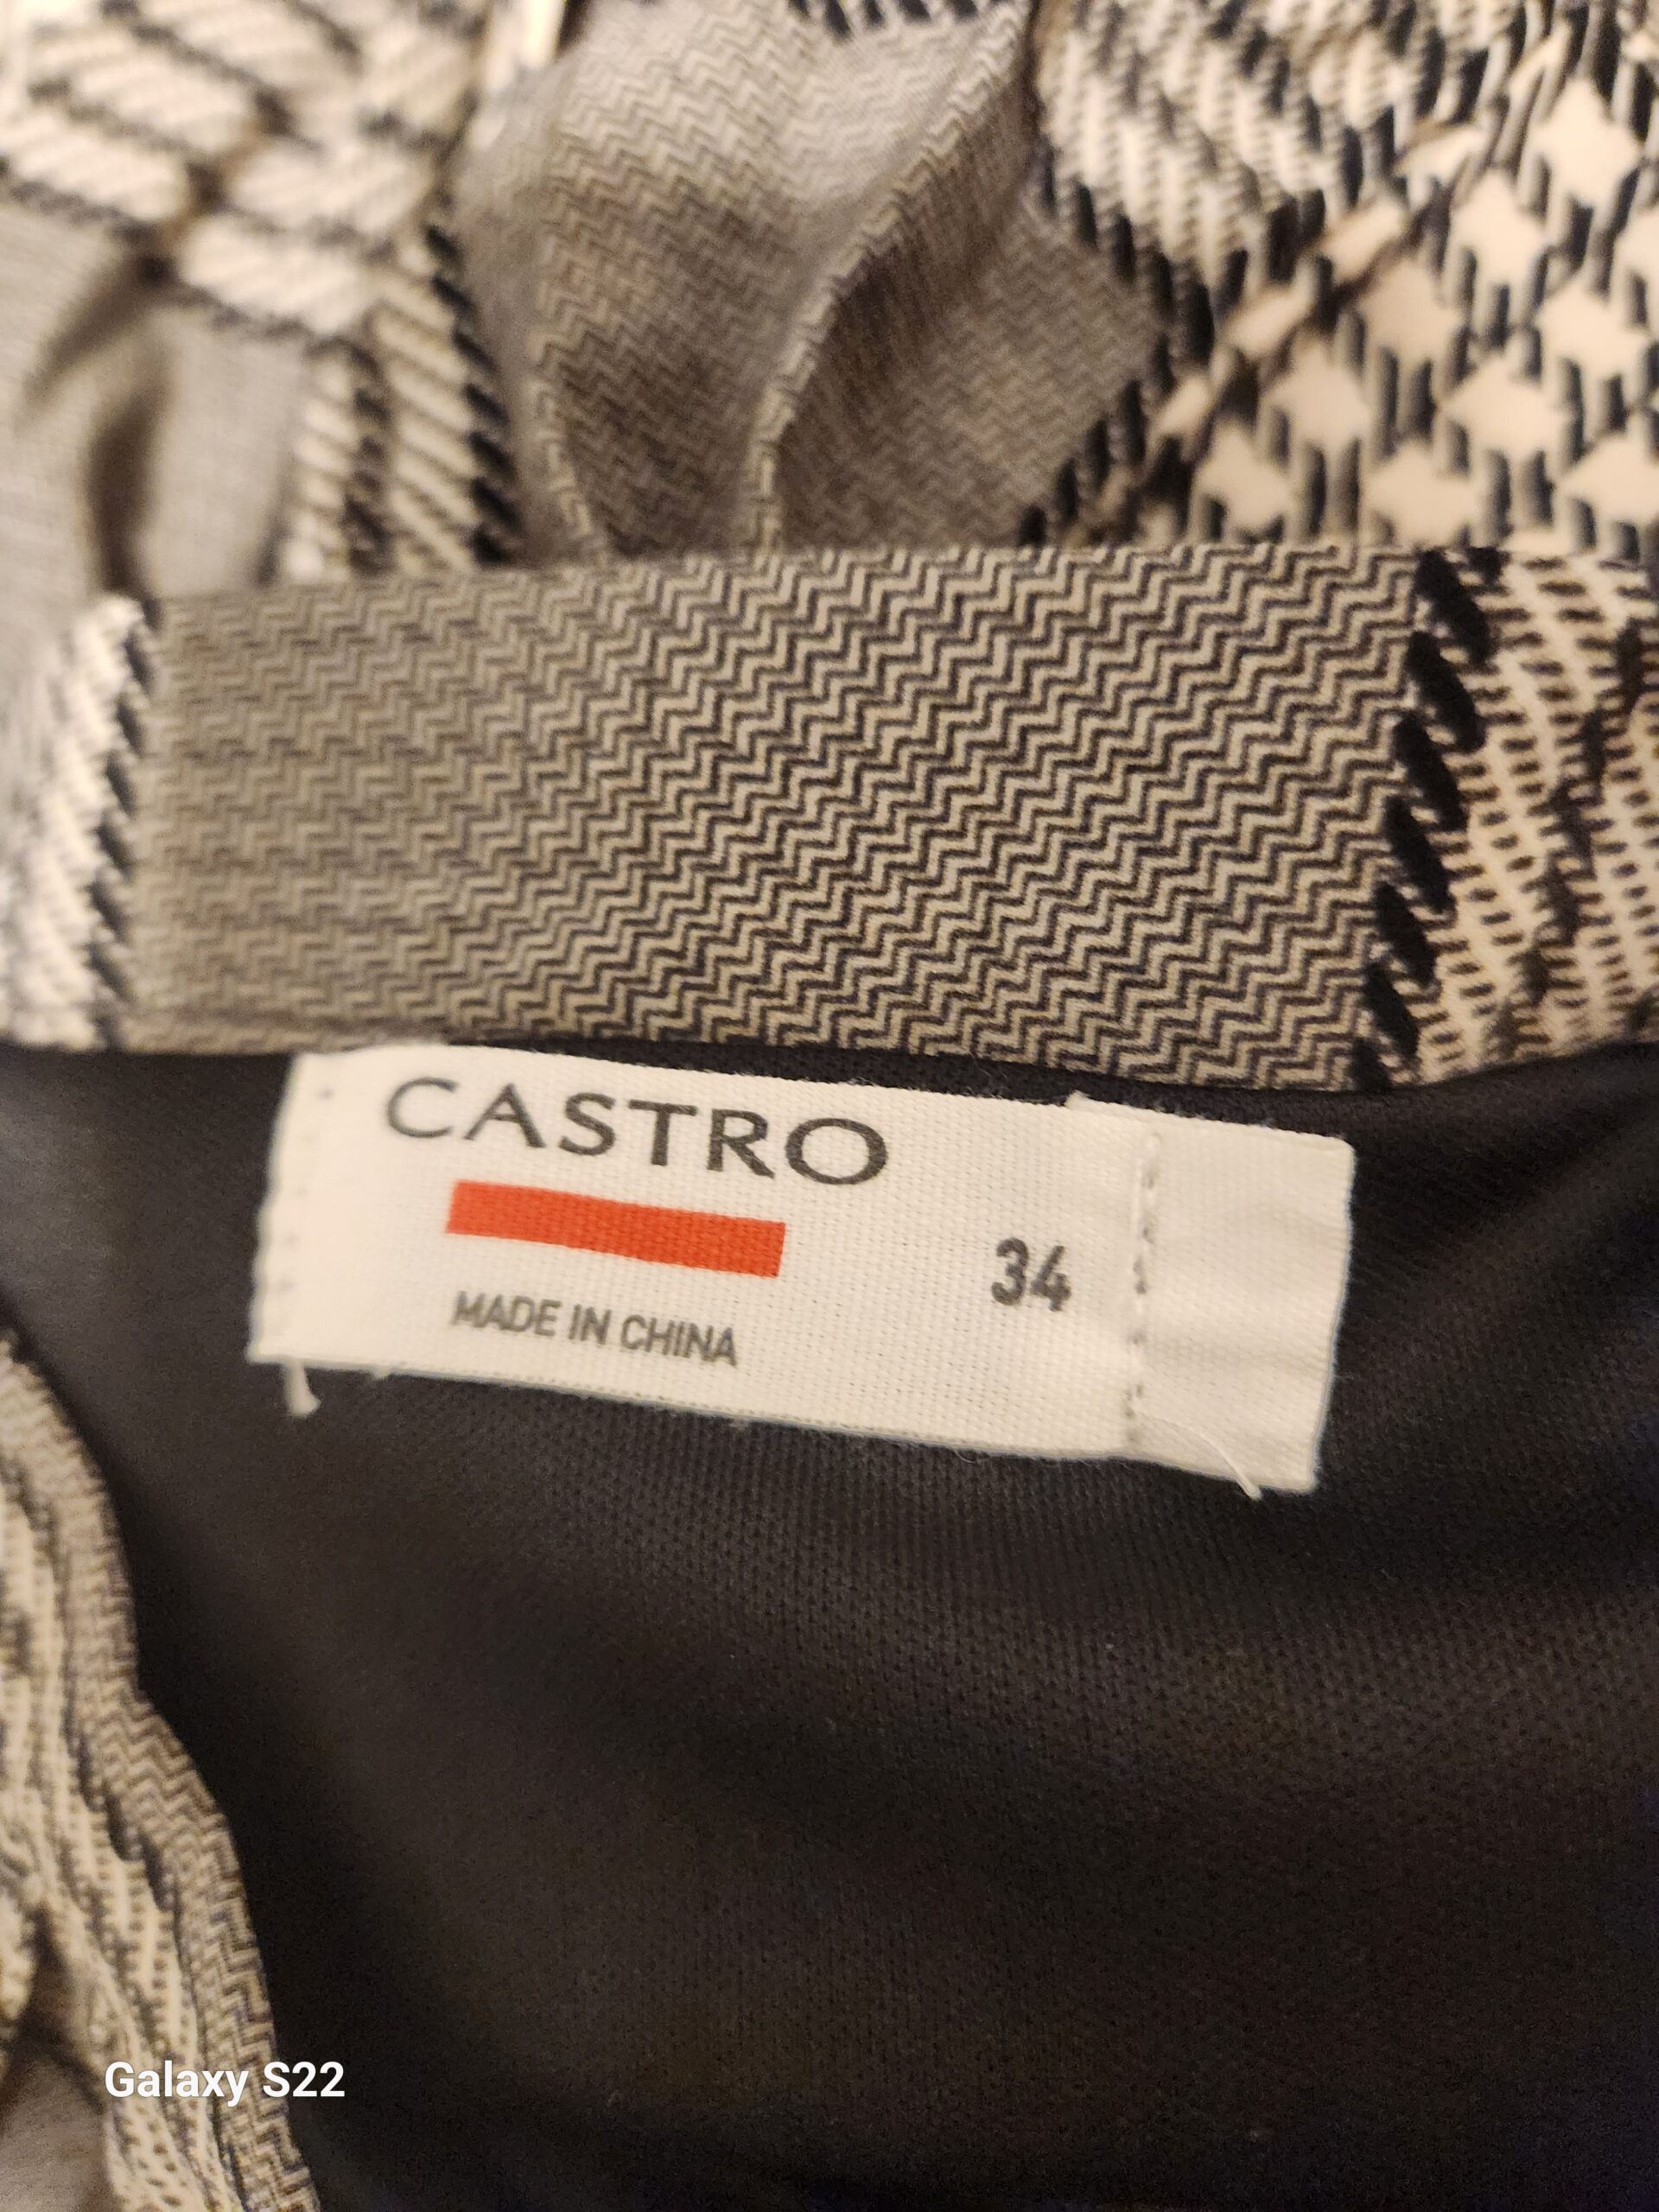 CASTRO
34
MADE IN CHINA
Galaxy S22